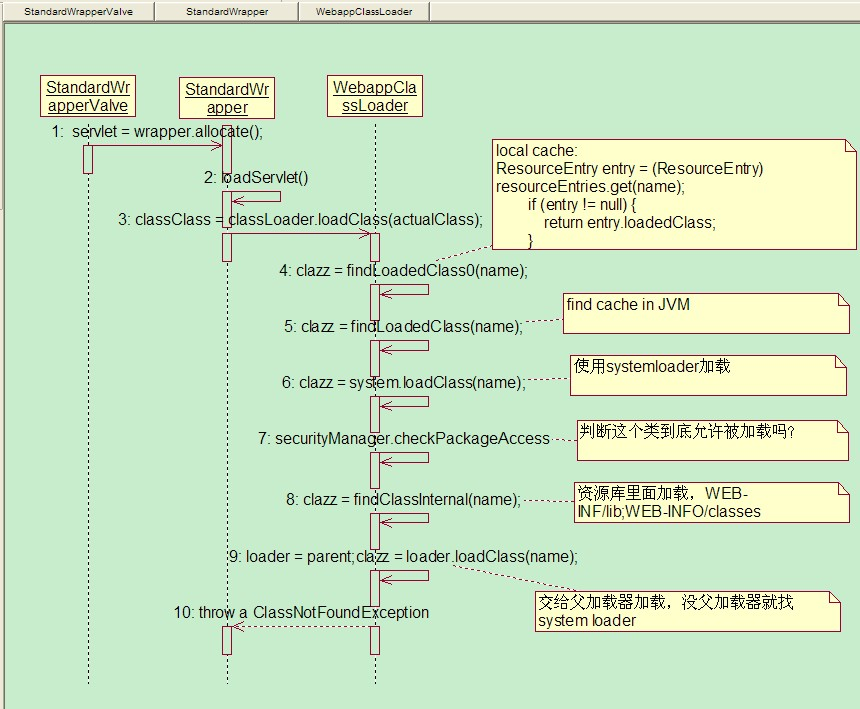 StandardWrapperValve
StandardWrapper
WebappClassLoader
StandardWr
apperValve
StandardWr
apper
WebappCla
ssLoader
1: servlet = wrapper.allocate();
local cache:
ResourceEntry entry = (ResourceEntry)
resourceEntries.get(name);
if (entry != null) {
return entry.loadedClass;
}
2: loadServlet()
3: classClass = classLoader.loadClass(actualClass);
4: clazz = findLoadedClass0(name);
find cache in JVM
5: clazz = findLoadedClass(name);
使用systemloader加载
6: clazz = system.loadClass(name);
判断这个类到底允许被加载吗?
7: securityManager.checkPackageAccess
资源库里面加载，WEB-
INF/lib;WEB-INFO/classes
8: clazz = findClassInternal(name);
9: loader = parent;clazz = loader.loadClass(name);
交给父加载器加载，没父加载器就找
system loader
10: throw a ClassNotFoundException